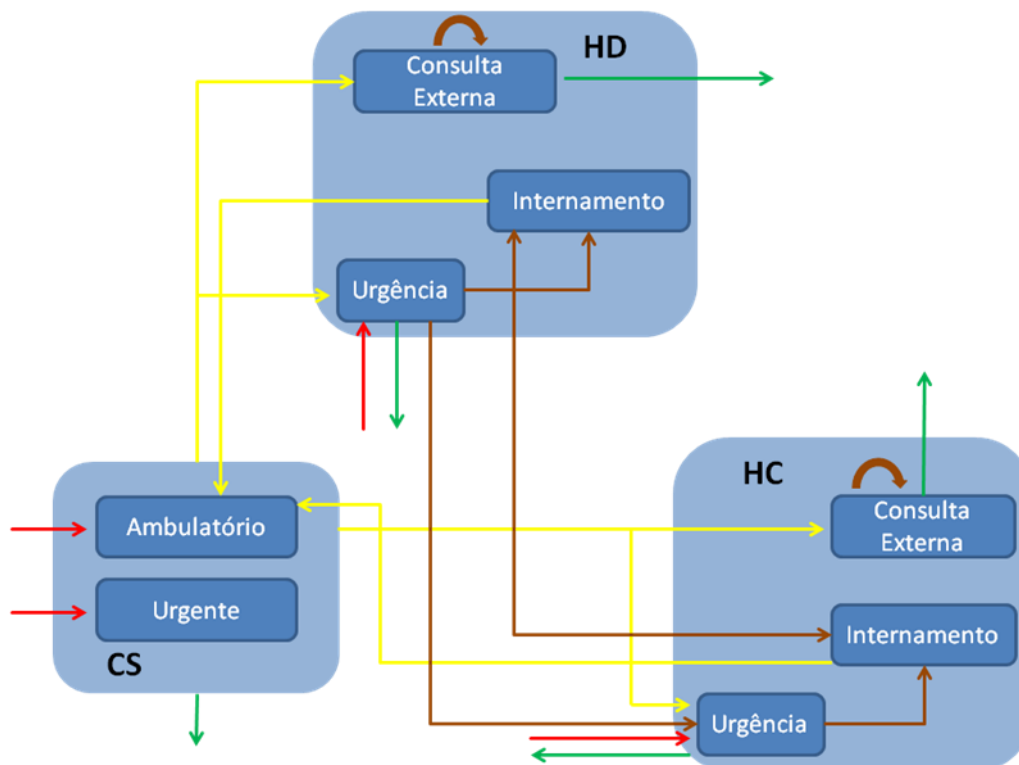 HD
Consulta
Externa
Internamento
Urgência
HC
Consulta
Externa
Ambulatório
Urgente
Internamento
CS
Urgência